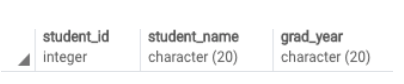 student_id student_name grad_year
integer character (20) character (20)